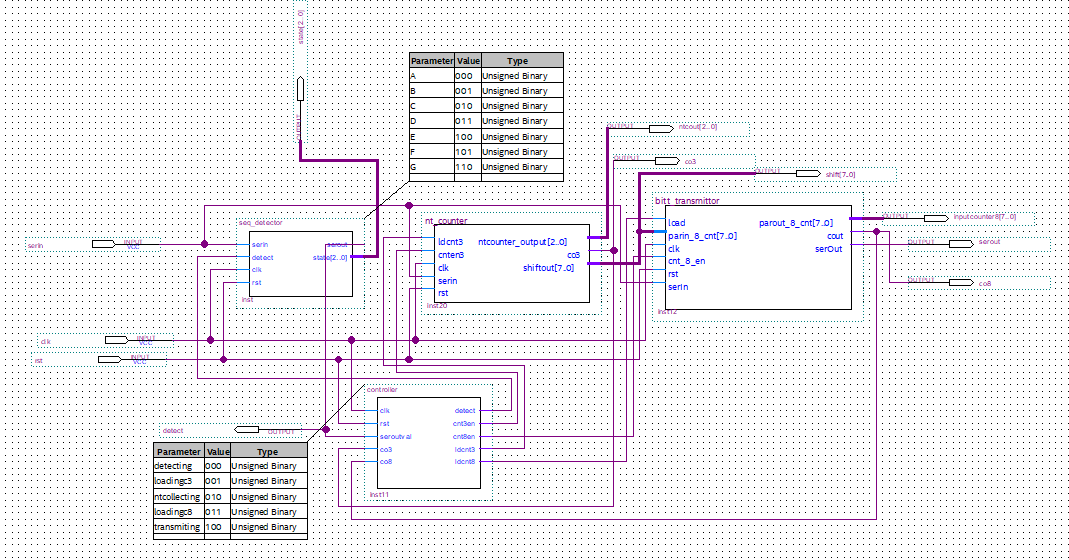 state[2..0]
OUTPUT
Parameter Value Type
A 000 Unsigned Binary
B 001 Unsigned Binary
C 010 Unsigned Binary
D 011 Unsigned Binary
E 100 Unsigned Binary
F 101 Unsigned Binary
G 110 Unsigned Binary
OUTPUT ntcout[2..0]
OUTPUT co3
OUTPUT shift[7..0]
serin INPUT
VCC
seq_detector
serin serout
detect state[2..0]
clk
rst
inst
nt_counter
ldcnt3 ntcounter_output[2..0]
cnten3 co3
clk shiftout[7..0]
serin
rst
inst20
bitt_transmittor
load parout_8_cnt[7..0]
parin_8_cnt[7..0] cout
clk serOut
cnt_8_en
rst
serin
inst12
OUTPUT inputcounter8[7..0]
OUTPUT serout
OUTPUT co8
clk INPUT
VCC
rst INPUT
VCC
controller
clk detect
rst cnt3en
seroutval cnt8en
co3 ldcnt3
co8 ldcnt8
inst11
detect OUTPUT
Parameter Value Type
detecting 000 Unsigned Binary
loadingc3 001 Unsigned Binary
ntcollecting 010 Unsigned Binary
loadingc8 011 Unsigned Binary
transmiting 100 Unsigned Binary